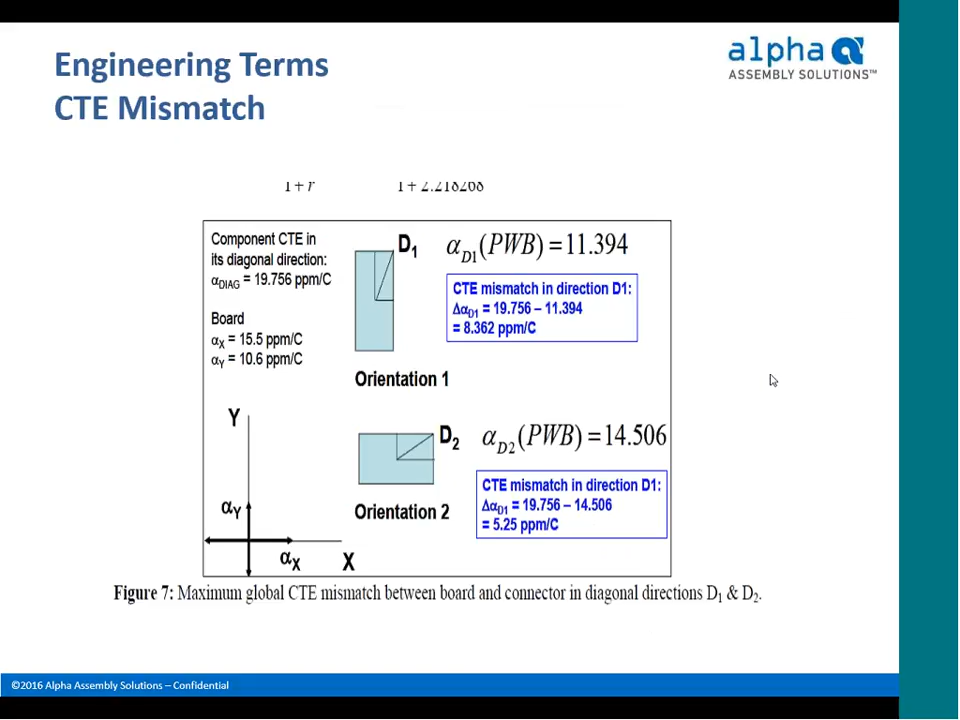 Engineering Terms
CTE Mismatch
alpha
ASSEMBLY SOLUTIONS™
1 + r 1 + 2.218268
Component CTE in
its diagonal direction:
αDIAG = 19.756 ppm/C
Board
αX = 15.5 ppm/C
αY = 10.6 ppm/C
D1
αD1(PWB) = 11.394
CTE mismatch in direction D1:
ΔαD1 = 19.756 – 11.394
= 8.362 ppm/C
Orientation 1
Y
D2
αD2(PWB) = 14.506
CTE mismatch in direction D1:
ΔαD1 = 19.756 – 14.506
= 5.25 ppm/C
αY
Orientation 2
αX
X
Figure 7: Maximum global CTE mismatch between board and connector in diagonal directions D1 & D2.
©2016 Alpha Assembly Solutions – Confidential